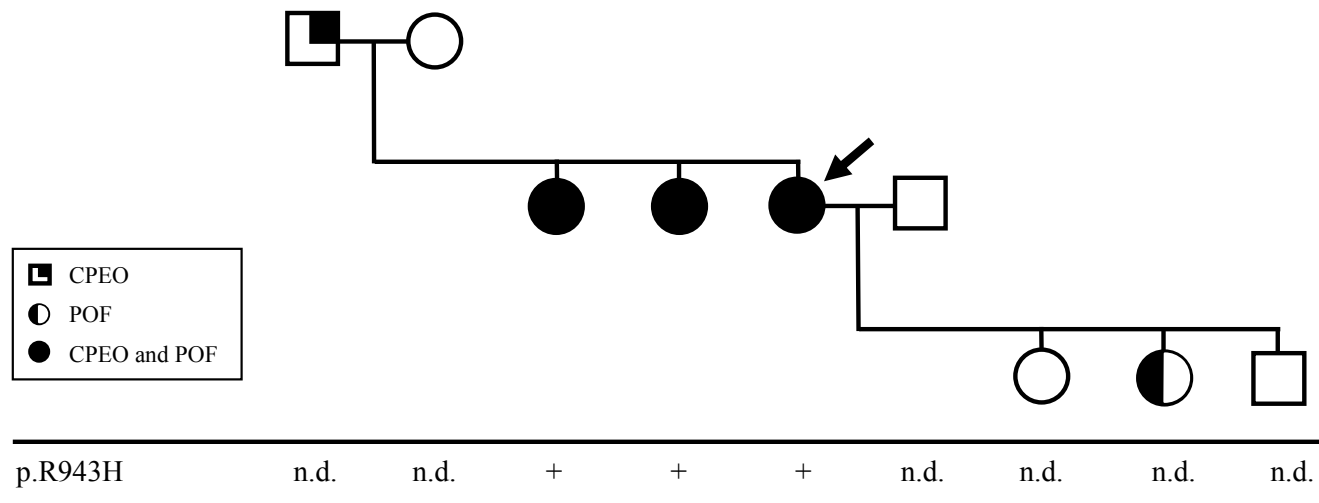 CPEO
POF
CPEO and POF
p.R943H n.d. n.d. + + + n.d. n.d. n.d. n.d.